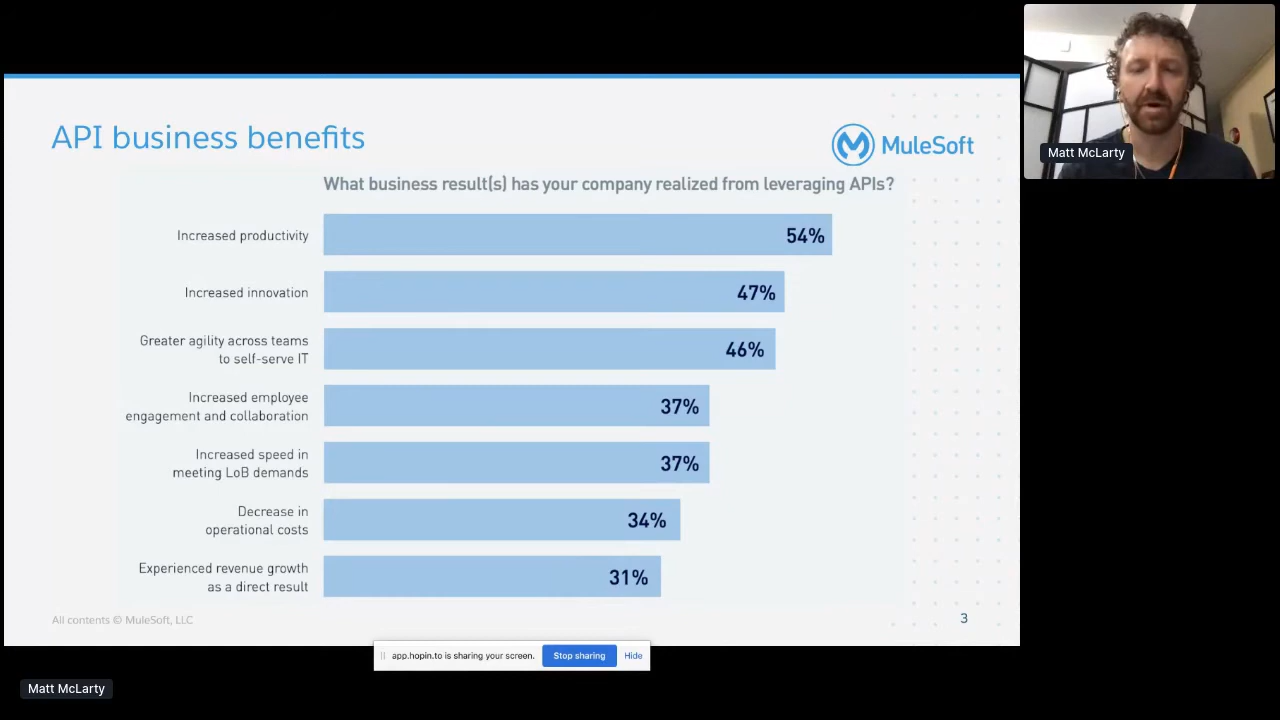 API business benefits
MuleSoft
What business result(s) has your company realized from leveraging APIs?
Increased productivity
54%
Increased innovation
47%
Greater agility across teams
to self-serve IT
46%
Increased employee
engagement and collaboration
37%
Increased speed in
meeting LoB demands
37%
Decrease in
operational costs
34%
Experienced revenue growth
as a direct result
31%
All contents © MuleSoft, LLC
3
app.hopin.to is sharing your screen.
Stop sharing
Hide
Matt McLarty
Matt McLarty